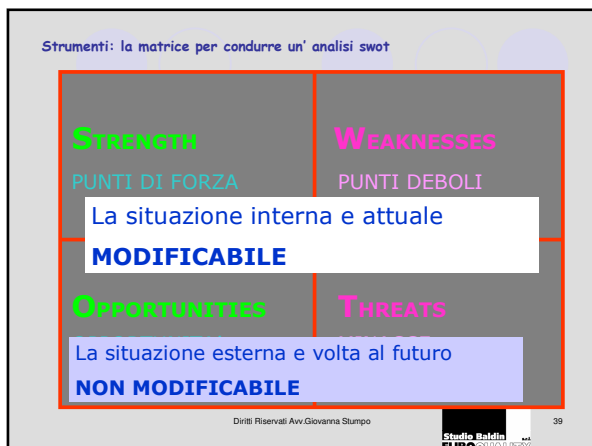 Strumenti: la matrice per condurre un' analisi swot
STRENGTH
WEAKNESSES
PUNTI DI FORZA
PUNTI DEBOLI
La situazione interna e attuale
MODIFICABILE
OPPORTUNITIES
THREATS
La situazione esterna e volta al futuro
NON MODIFICABILE
Diritti Riservati Avv.Giovanna Stumpo
39
Studio Baldin